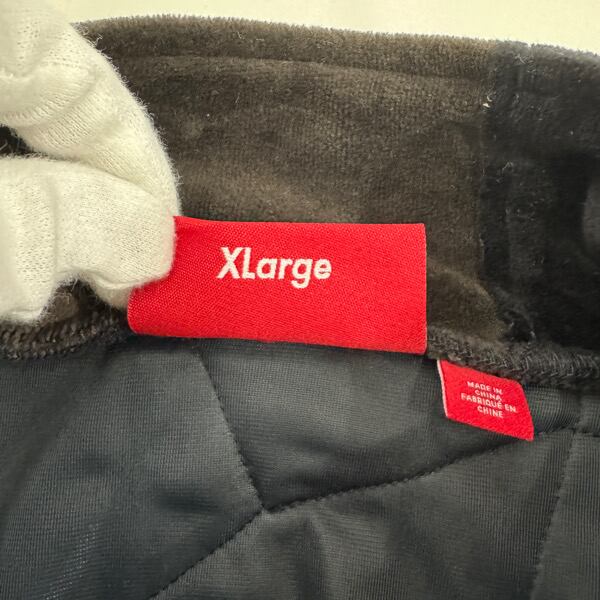 XLarge
MADE IN
CHINA
FABRIQUÉ EN
CHINE